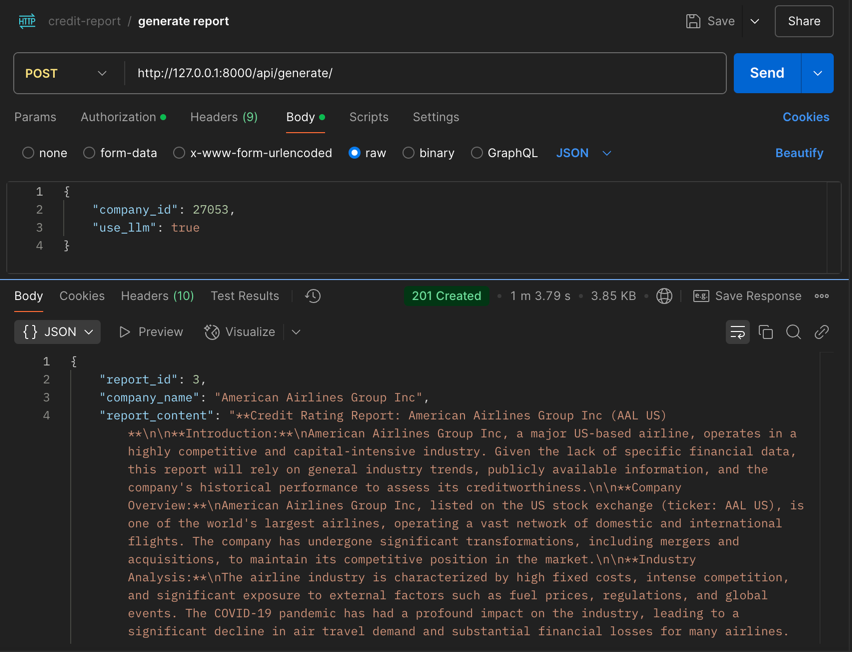 HTTP credit-report / generate report Save Share
POST http://127.0.0.1:8000/api/generate/ Send
Params Authorization Headers (9) Body Scripts Settings Cookies
none form-data x-www-form-urlencoded raw binary GraphQL JSON Beautify
1 {
2 "company_id": 27053,
3 "use_llm": true
4 }
Body Cookies Headers (10) Test Results 201 Created 1 m 3.79 s 3.85 KB e.g. Save Response
{} JSON Preview Visualize
1 {
2 "report_id": 3,
3 "company_name": "American Airlines Group Inc",
4 "report_content": "**Credit Rating Report: American Airlines Group Inc (AAL US)
**\n\n**Introduction:**\nAmerican Airlines Group Inc, a major US-based airline, operates in a
highly competitive and capital-intensive industry. Given the lack of specific financial data,
this report will rely on general industry trends, publicly available information, and the
company's historical performance to assess its creditworthiness.\n\n**Company
Overview:**\nAmerican Airlines Group Inc, listed on the US stock exchange (ticker: AAL US), is
one of the world's largest airlines, operating a vast network of domestic and international
flights. The company has undergone significant transformations, including mergers and
acquisitions, to maintain its competitive position in the market.\n\n**Industry
Analysis:**\nThe airline industry is characterized by high fixed costs, intense competition,
and significant exposure to external factors such as fuel prices, regulations, and global
events. The COVID-19 pandemic has had a profound impact on the industry, leading to a
significant decline in air travel demand and substantial financial losses for many airlines.